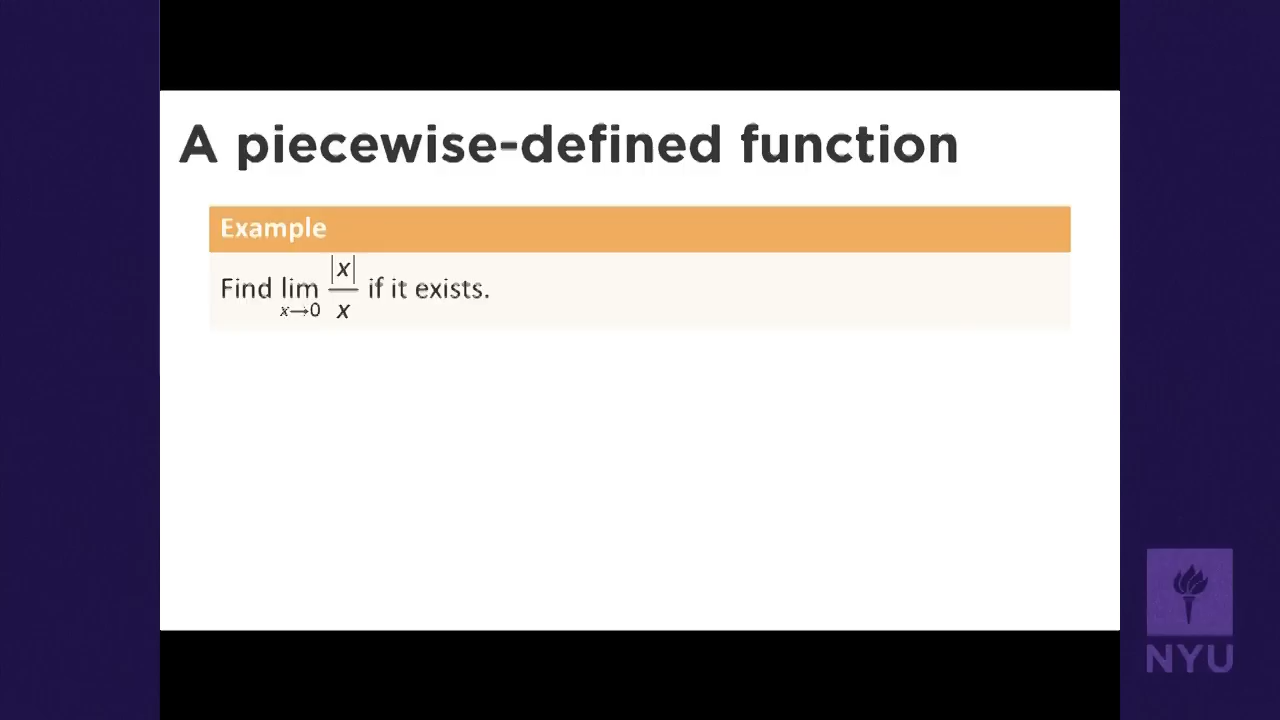 A piecewise-defined function
Example
Find lim x→0 |x|/x if it exists.
NYU